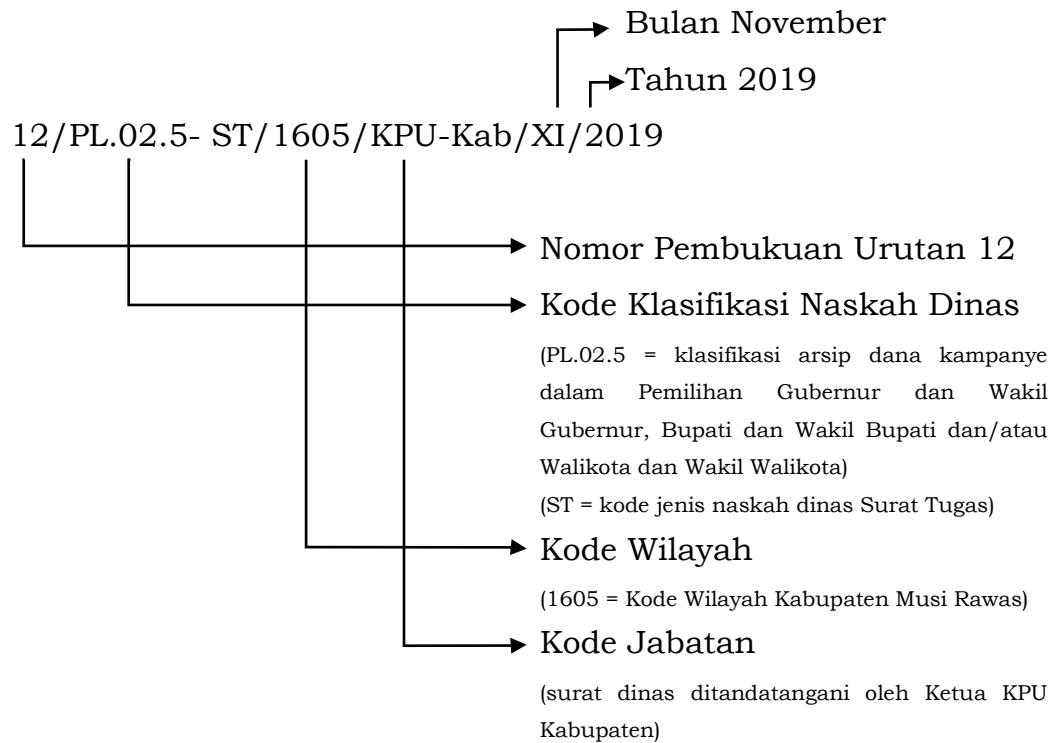 Bulan November
Tahun 2019
12/PL.02.5- ST/1605/KPU-Kab/XI/2019
Nomor Pembukuan Urutan 12
Kode Klasifikasi Naskah Dinas
(PL.02.5 = klasifikasi arsip dana kampanye
dalam Pemilihan Gubernur dan Wakil
Gubernur, Bupati dan Wakil Bupati dan/atau
Walikota dan Wakil Walikota)
(ST = kode jenis naskah dinas Surat Tugas)
Kode Wilayah
(1605 = Kode Wilayah Kabupaten Musi Rawas)
Kode Jabatan
(surat dinas ditandatangani oleh Ketua KPU
Kabupaten)